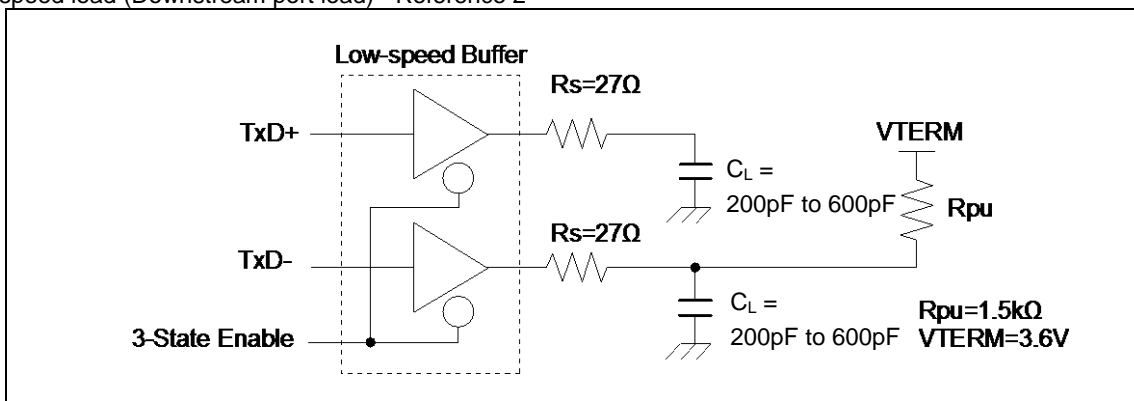 speed load (Downstream port load) - Reference 2
Low-speed Buffer
Rs=27Ω
TxD+
VTERM
CL =
200pF to 600pF
Rpu
Rs=27Ω
TxD-
CL =
200pF to 600pF
Rpu=1.5kΩ
3-State Enable
VTERM=3.6V